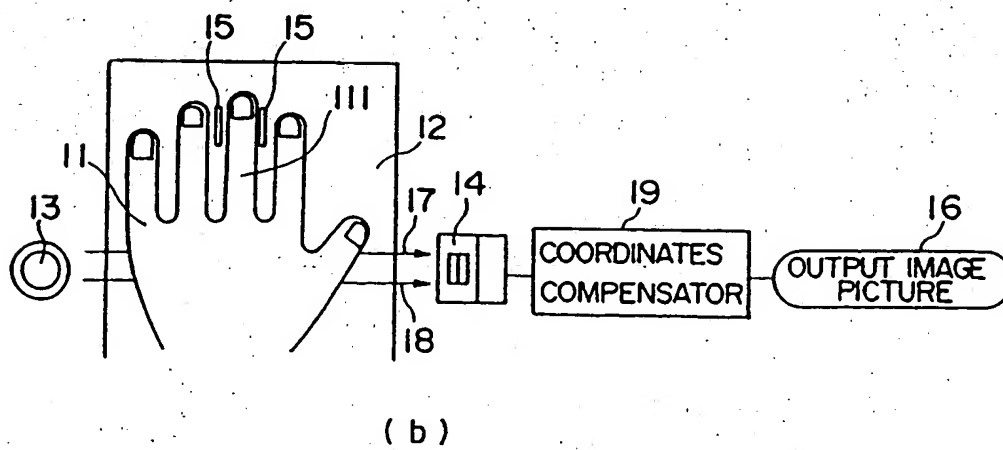 15 15
111
12
11
13
17
14
19
16
COORDINATES
COMPENSATOR
OUTPUT IMAGE
PICTURE
18
( b )